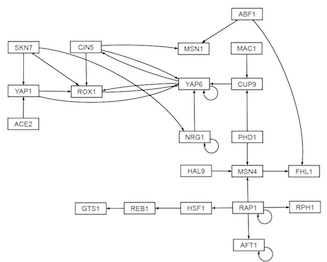 ABF1
SKN7 CIN5 MSN1 MAC1
YAP1 ROX1 YAP6 CUP9
ACE2
NRG1 PHD1
HAL9 MSN4 FHL1
GTS1 REB1 HSF1 RAP1 RPH1
AFT1